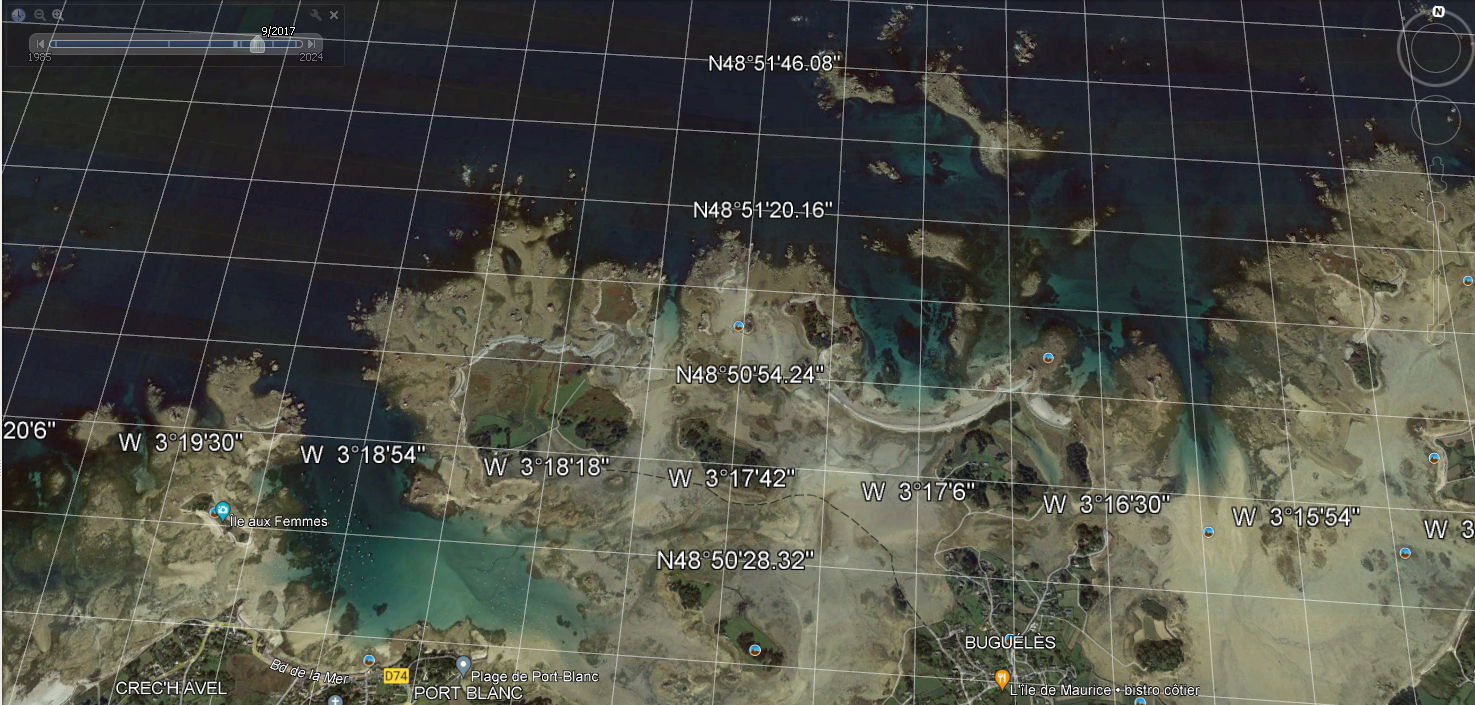 9/2017
1985
2024
N
N48°51'46.08"
N48°51'20.16"
N48°50'54.24"
20'6"
W 3°19'30"
W 3°18'54"
W 3°18'18"
W 3°17'42"
W 3°17'6"
W 3°16'30"
W 3°15'54"
W 3
Île aux Femmes
N48°50'28.32"
BUGUÉLÈS
Bd de la Mer
D74
Plage de Port-Blanc
CREC'H AVEL
PORT BLANC
L'île de Maurice • bistro côtier